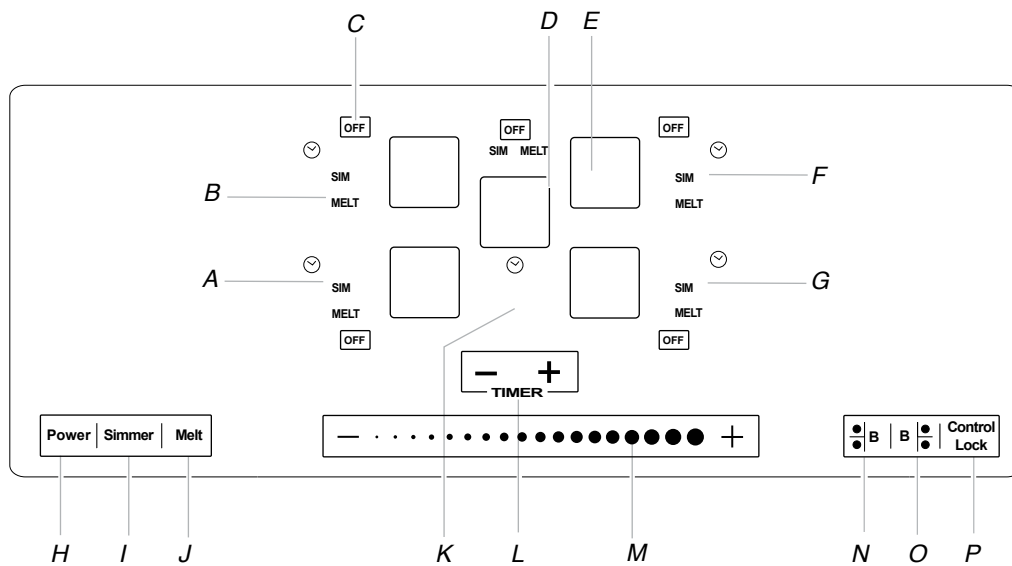 C D E
OFF OFF OFF
SIM MELT
SIM SIM F
B MELT MELT
A SIM SIM G
MELT MELT
OFF OFF
− +
TIMER
Power Simmer Melt
− +
B B Control
Lock
H I J K L M N O P